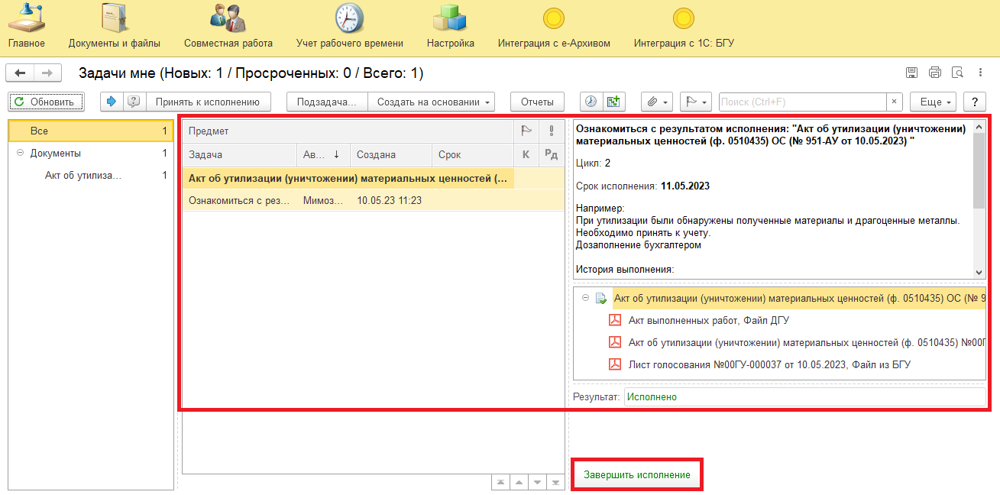 Главное
Документы и файлы
Совместная работа
Учет рабочего времени
Настройка
Интеграция с е-Архивом
Интеграция с 1С: БГУ
Задачи мне (Новых: 1 / Просроченных: 0 / Всего: 1)
Обновить
Принять к исполнению
Подзадача...
Создать на основании
Отчеты
Поиск (Ctrl+F)
×
Еще
?
Все 1
Документы 1
Акт об утилиза... 1
Предмет
Задача Ав... ↓ Создана Срок К Рд
Акт об утилизации (уничтожении) материальных ценностей (...
Ознакомиться с рез... Мимоз... 10.05.23 11:23
Ознакомиться с результатом исполнения: "Акт об утилизации (уничтожении)
материальных ценностей (ф. 0510435) ОС (№ 951-АУ от 10.05.2023) "
Цикл: 2
Срок исполнения: 11.05.2023
Например:
При утилизации были обнаружены полученные материалы и драгоценные металлы.
Необходимо принять к учету.
Дозаполнение бухгалтером
История выполнения:
Акт об утилизации (уничтожении) материальных ценностей (ф. 0510435) ОС (№ 9
Акт выполненных работ, Файл ДГУ
Акт об утилизации (уничтожении) материальных ценностей (ф. 0510435) №00Г
Лист голосования №00ГУ-000037 от 10.05.2023, Файл из БГУ
Результат: Исполнено
Завершить исполнение